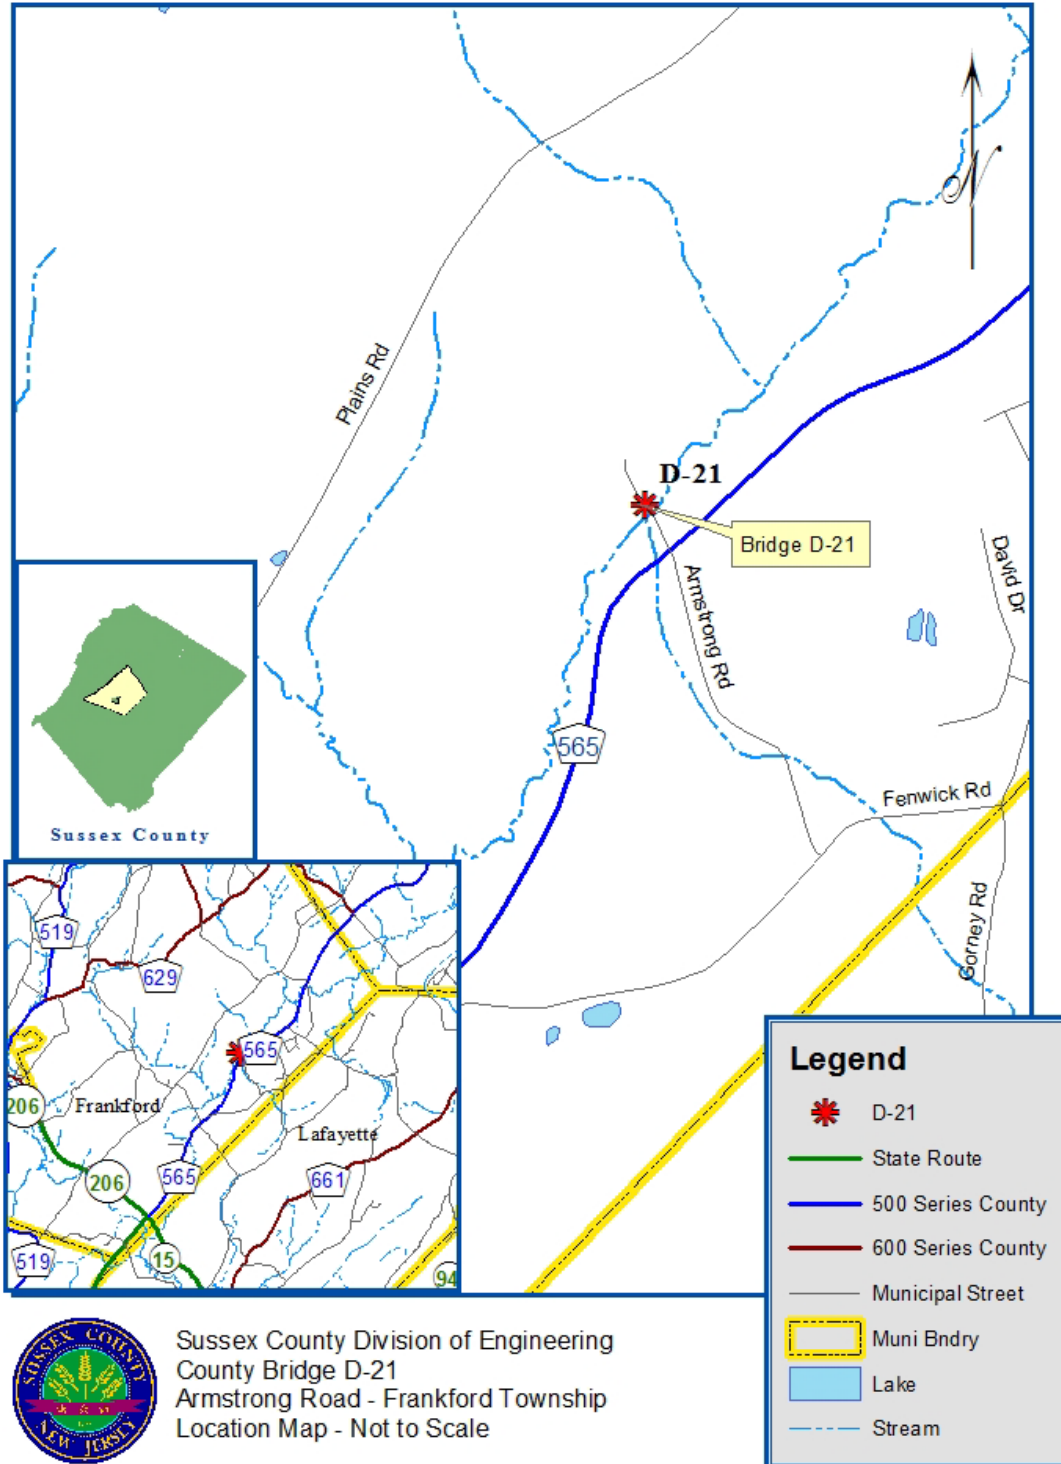 N
Plains Rd
D-21
Bridge D-21
David Dr
Armstrong Rd
565
Fenwick Rd
Gorney Rd
Sussex County
519
629
565
206
Frankford
Lafayette
206
565
661
519
15
94
Legend
D-21
State Route
500 Series County
600 Series County
Municipal Street
Muni Bndry
Lake
Stream
SUSSEX COUNTY
NEW JERSEY
Sussex County Division of Engineering
County Bridge D-21
Armstrong Road - Frankford Township
Location Map - Not to Scale